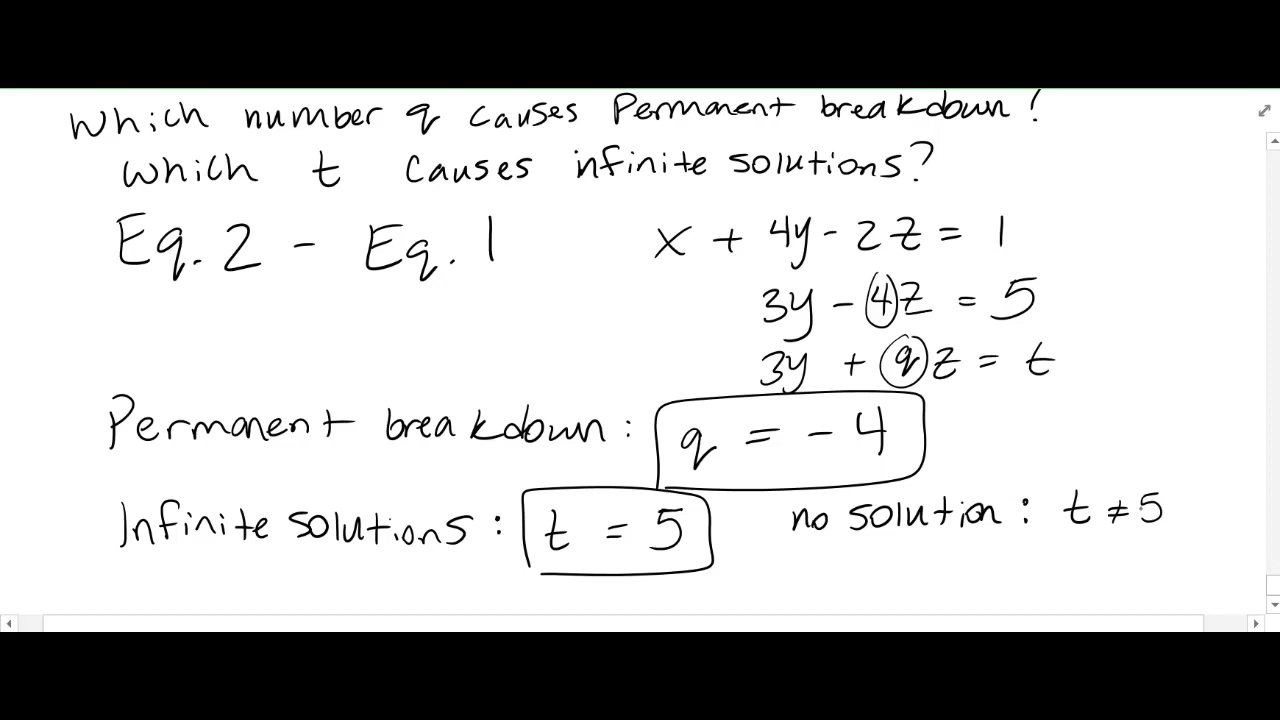 Which number q causes Permanent breakdown?
Which t causes infinite solutions?
Eq. 2 - Eq. 1
x + 4y - 2z = 1
3y - 4z = 5
3y + qz = t
Permanent breakdown: q = -4
Infinite solutions: t = 5 no solution: t ≠ 5